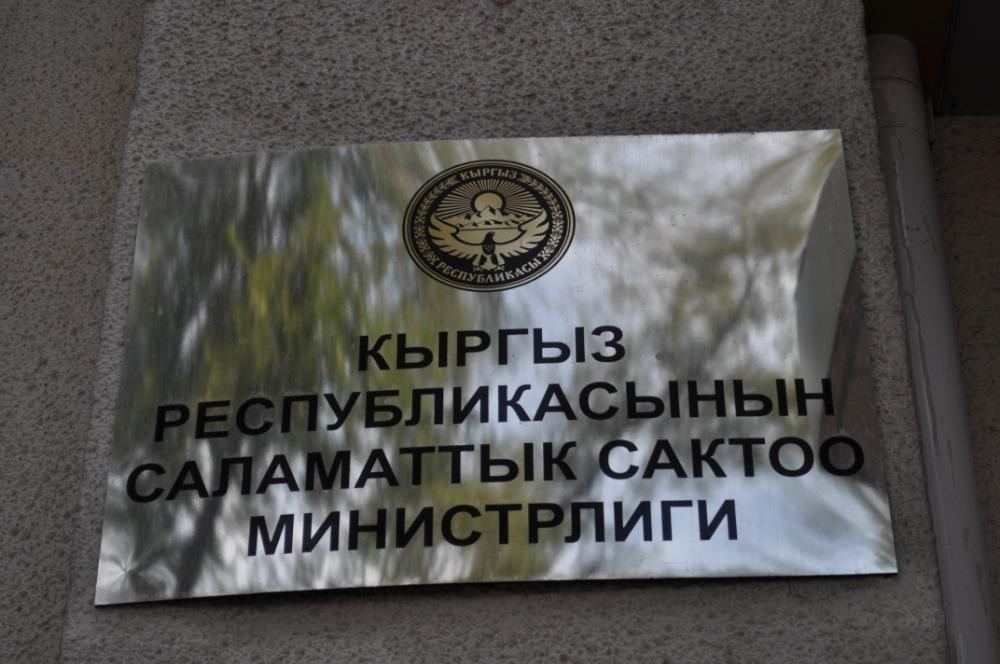 КЫРГЫЗ
РЕСПУБЛИКАСЫ
КЫРГЫЗ
РЕСПУБЛИКАСЫНЫН
САЛАМАТТЫК САКТОО
МИНИСТРЛИГИ